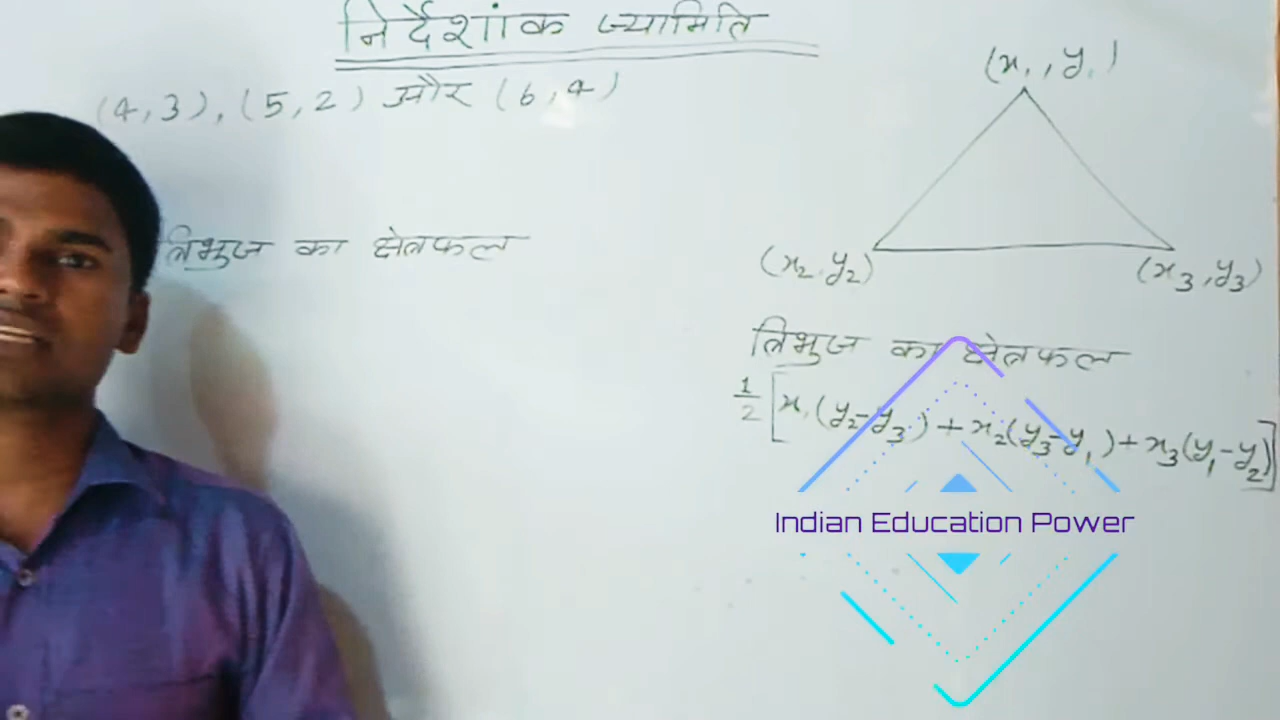 निर्देशांक ज्यामिति
(4,3), (5,2) और (6,4)
त्रिभुज का क्षेत्रफल
(x₁, y₁)
(x₂, y₂)
(x₃, y₃)
त्रिभुज का क्षेत्रफल
1/2 [x₁(y₂-y₃) + x₂(y₃-y₁) + x₃(y₁-y₂)]
Indian Education Power